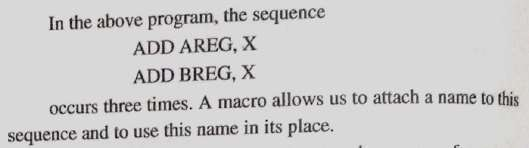 In the above program, the sequence
ADD AREG, X
ADD BREG, X
occurs three times. A macro allows us to attach a name to this
sequence and to use this name in its place.